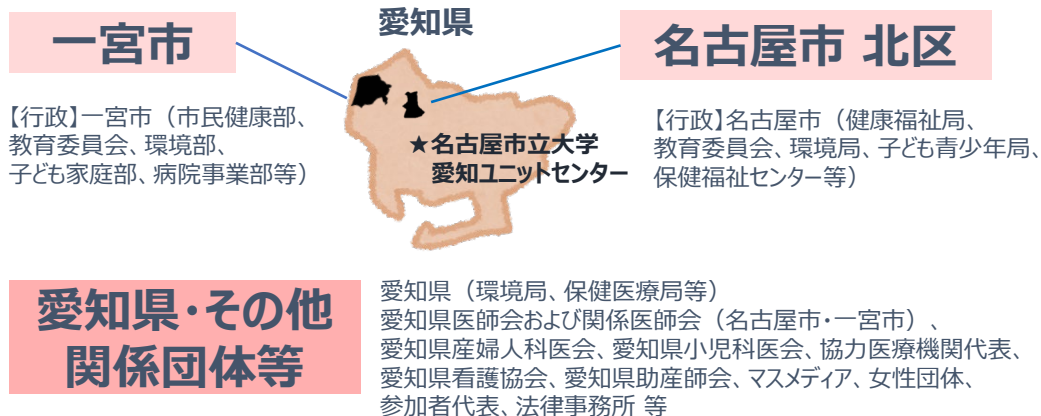 愛知県
一宮市
名古屋市 北区
【行政】一宮市（市民健康部、
教育委員会、環境部、
子ども家庭部、病院事業部等）
★名古屋市立大学
愛知ユニットセンター
【行政】名古屋市（健康福祉局、
教育委員会、環境局、子ども青少年局、
保健福祉センター等）
愛知県・その他
関係団体等
愛知県（環境局、保健医療局等）
愛知県医師会および関係医師会（名古屋市・一宮市）、
愛知県産婦人科医会、愛知県小児科医会、協力医療機関代表、
愛知県看護協会、愛知県助産師会、マスメディア、女性団体、
参加者代表、法律事務所 等